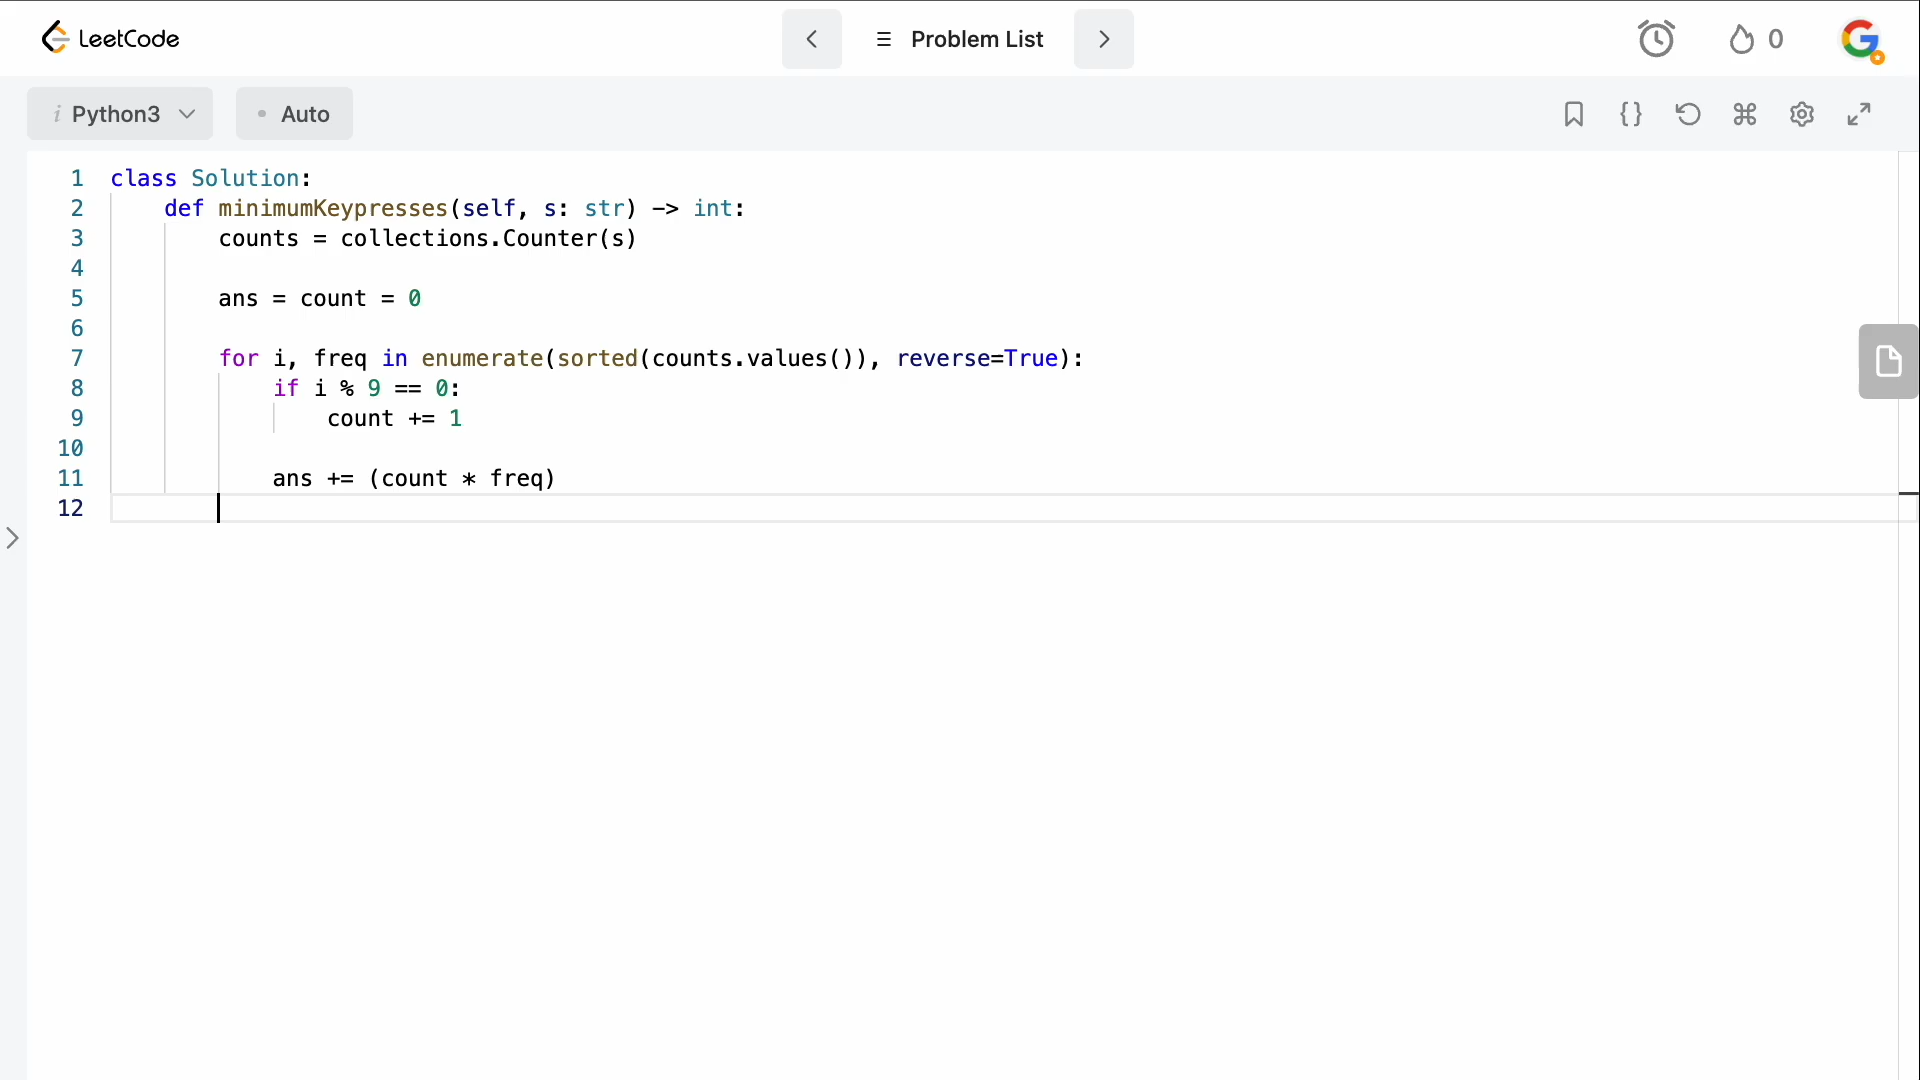 LeetCode
Problem List
0
i Python3
Auto
1 class Solution:
2 def minimumKeypresses(self, s: str) -> int:
3 counts = collections.Counter(s)
4
5 ans = count = 0
6
7 for i, freq in enumerate(sorted(counts.values()), reverse=True):
8 if i % 9 == 0:
9 count += 1
10
11 ans += (count * freq)
12